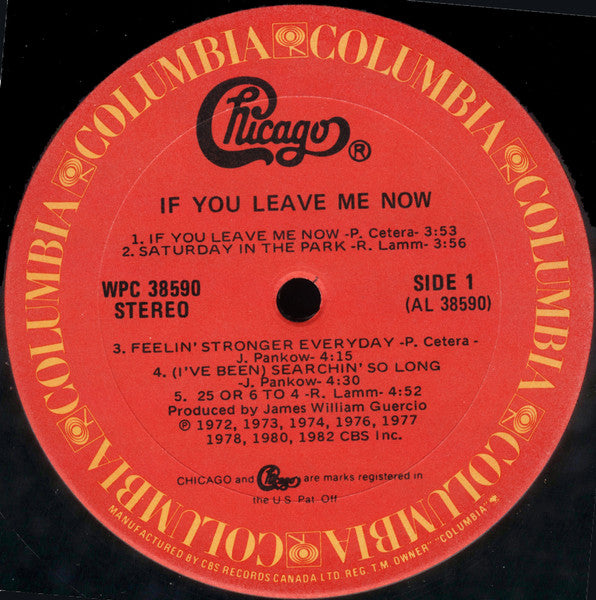 COLUMBIA COLUMBIA COLUMBIA COLUMBIA COLUMBIA COLUMBIA COLUMBIA COLUMBIA
Chicago ®
IF YOU LEAVE ME NOW
1. IF YOU LEAVE ME NOW -P. Cetera- 3:53
2. SATURDAY IN THE PARK -R. Lamm- 3:56
WPC 38590
STEREO
SIDE 1
(AL 38590)
3. FEELIN' STRONGER EVERYDAY -P. Cetera -
J. Pankow- 4:15
4. (I'VE BEEN) SEARCHIN' SO LONG
-J. Pankow- 4:30
5. 25 OR 6 TO 4 -R. Lamm- 4:52
Produced by James William Guercio
℗ 1972, 1973, 1974, 1976, 1977
1978, 1980, 1982 CBS Inc.
CHICAGO and Chicago are marks registered in
the U S Pat Off
MANUFACTURED BY CBS RECORDS CANADA LTD. REG. T.M. OWNER "COLUMBIA"